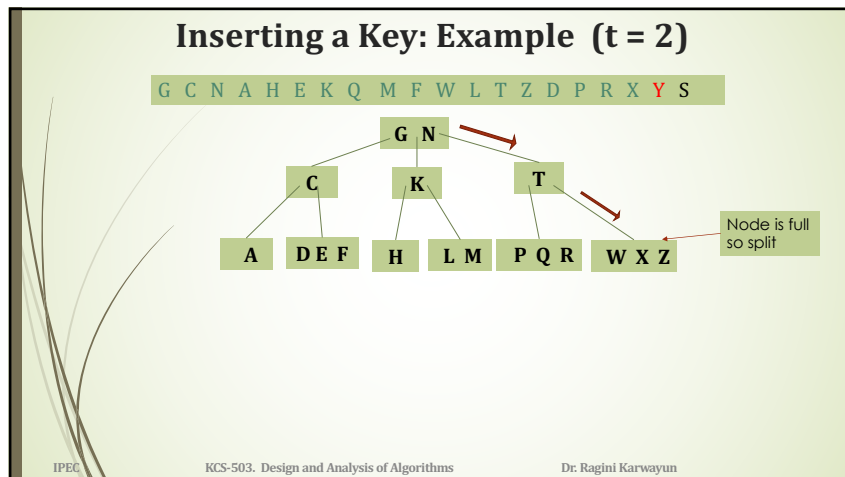 Inserting a Key: Example (t = 2)
G C N A H E K Q M F W L T Z D P R X Y S
G N
C K T
A D E F H L M P Q R W X Z
Node is full
so split
IPEC KCS-503. Design and Analysis of Algorithms Dr. Ragini Karwayun